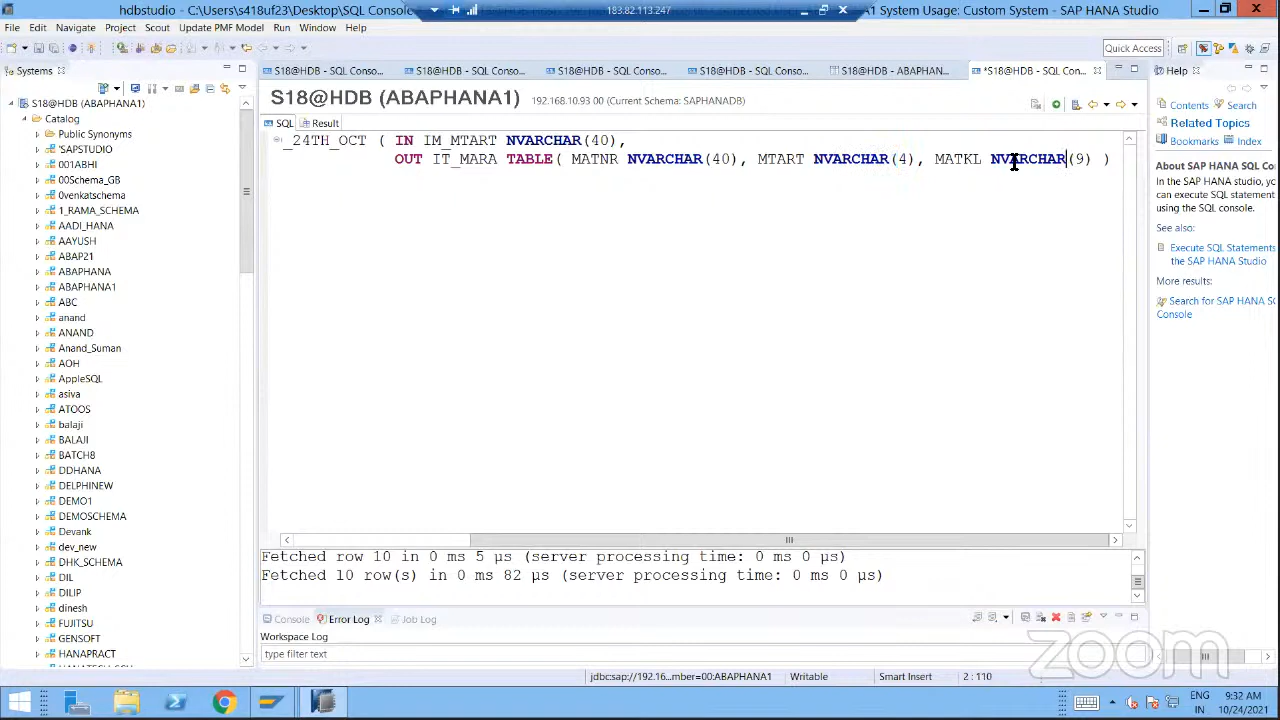 hdbstudio - C:\Users\s418uf23\Desktop\SQL Console
183.82.113.247
A1 System Usage: Custom System - SAP HANA Studio
File Edit Navigate Project Scout Update PMF Model Run Window Help
Quick Access
Systems
S18@HDB - SQL Conso...
S18@HDB - SQL Conso...
S18@HDB - SQL Conso...
S18@HDB - SQL Conso...
S18@HDB - ABAPHAN...
*S18@HDB - SQL Con...
Help
S18@HDB (ABAPHANA1)
Catalog
Public Synonyms
'SAPSTUDIO
001ABHI
00Schema_GB
0venkatschema
1_RAMA_SCHEMA
AADI_HANA
AAYUSH
ABAP21
ABAPHANA
ABAPHANA1
ABC
anand
ANAND
Anand_Suman
AOH
AppleSQL
asiva
ATOOS
balaji
BALAJI
BATCH8
DDHANA
DELPHINEW
DEMO1
DEMOSCHEMA
Devank
dev_new
DHK_SCHEMA
DIL
DILIP
dinesh
FUJITSU
GENSOFT
HANAPRACT
S18@HDB (ABAPHANA1) 192.168.10.93 00 (Current Schema: SAPHANADB)
SQL Result
_24TH_OCT ( IN IM_MTART NVARCHAR(40),
OUT IT_MARA TABLE( MATNR NVARCHAR(40), MTART NVARCHAR(4), MATKL NVARCHAR(9) )
Fetched row 10 in 0 ms 5 µs (server processing time: 0 ms 0 µs)
Fetched 10 row(s) in 0 ms 82 µs (server processing time: 0 ms 0 µs)
Console Error Log Job Log
Workspace Log
type filter text
Contents Search
Related Topics
Bookmarks Index
About SAP HANA SQL Co
In the SAP HANA studio, yo
can execute SQL statement
using the SQL console.
See also:
Execute SQL Statements
the SAP HANA Studio
More results:
Search for SAP HANA S
Console
zoom
jdbc:sap://192.16...mber=00:ABAPHANA1 Writable Smart Insert 2 : 110
ENG 9:32 AM
IN 10/24/2021